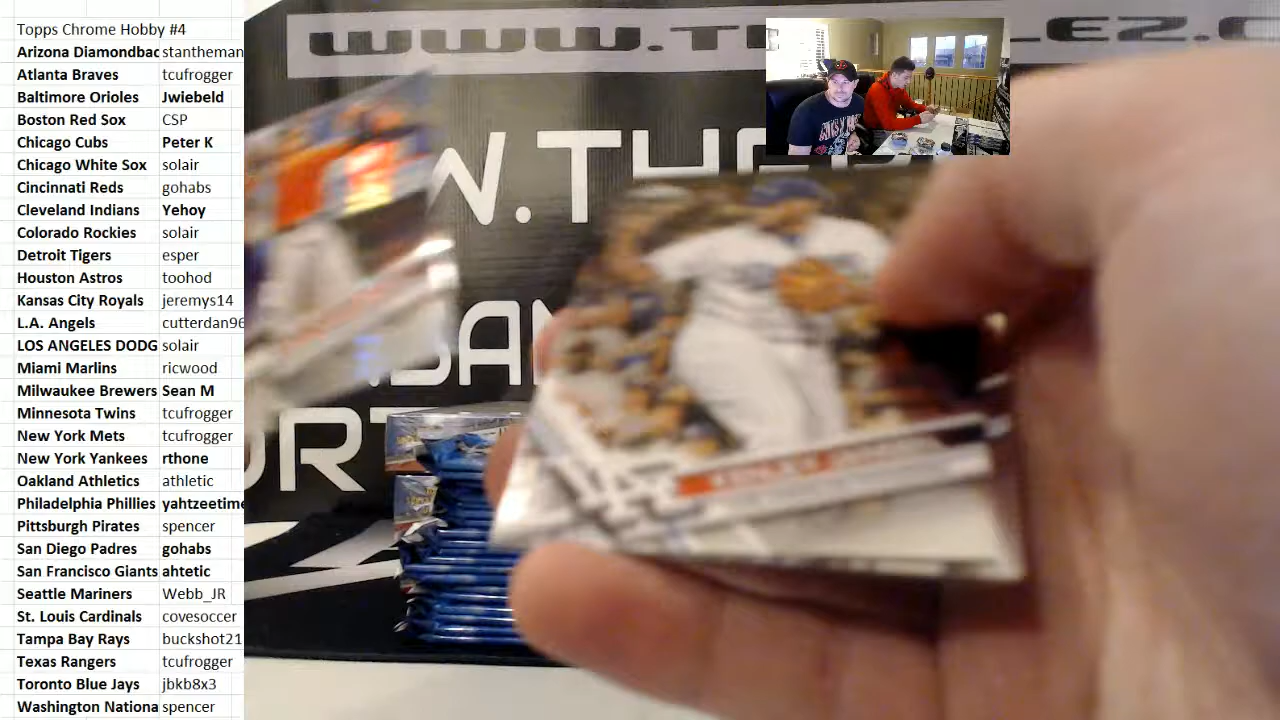 Topps Chrome Hobby #4
Arizona Diamondbac stantheman
Atlanta Braves tcufrogger
Baltimore Orioles Jwiebeld
Boston Red Sox CSP
Chicago Cubs Peter K
Chicago White Sox solair
Cincinnati Reds gohabs
Cleveland Indians Yehoy
Colorado Rockies solair
Detroit Tigers esper
Houston Astros toohod
Kansas City Royals jeremys14
L.A. Angels cutterdan96
LOS ANGELES DODG solair
Miami Marlins ricwood
Milwaukee Brewers Sean M
Minnesota Twins tcufrogger
New York Mets tcufrogger
New York Yankees rthone
Oakland Athletics athletic
Philadelphia Phillies yahtzeetime
Pittsburgh Pirates spencer
San Diego Padres gohabs
San Francisco Giants ahtetic
Seattle Mariners Webb_JR
St. Louis Cardinals covesoccer
Tampa Bay Rays buckshot21
Texas Rangers tcufrogger
Toronto Blue Jays jbkb8x3
Washington Nationa spencer
WWW.T
W.THE
KENLEY